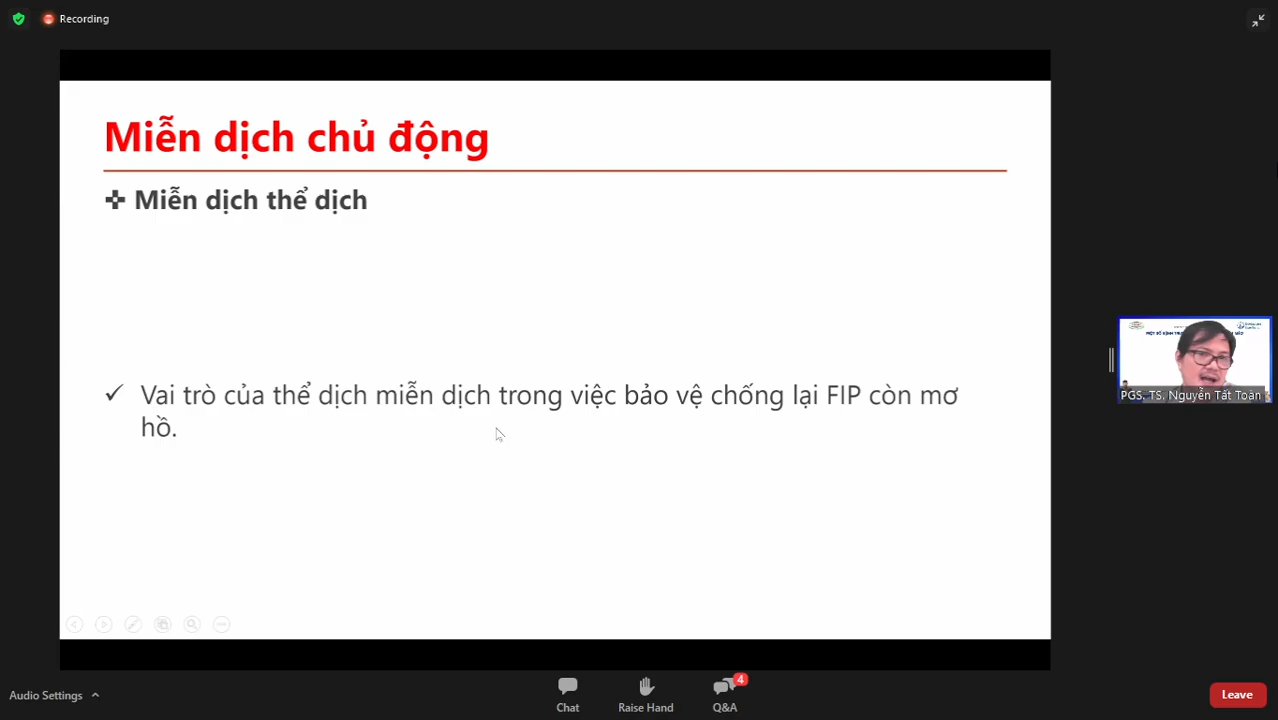 Recording
Miễn dịch chủ động
Miễn dịch thể dịch
Vai trò của thể dịch miễn dịch trong việc bảo vệ chống lại FIP còn mơ
hồ.
PGS. TS. Nguyễn Tất Toàn
Audio Settings
Chat
Raise Hand
4
Q&A
Leave